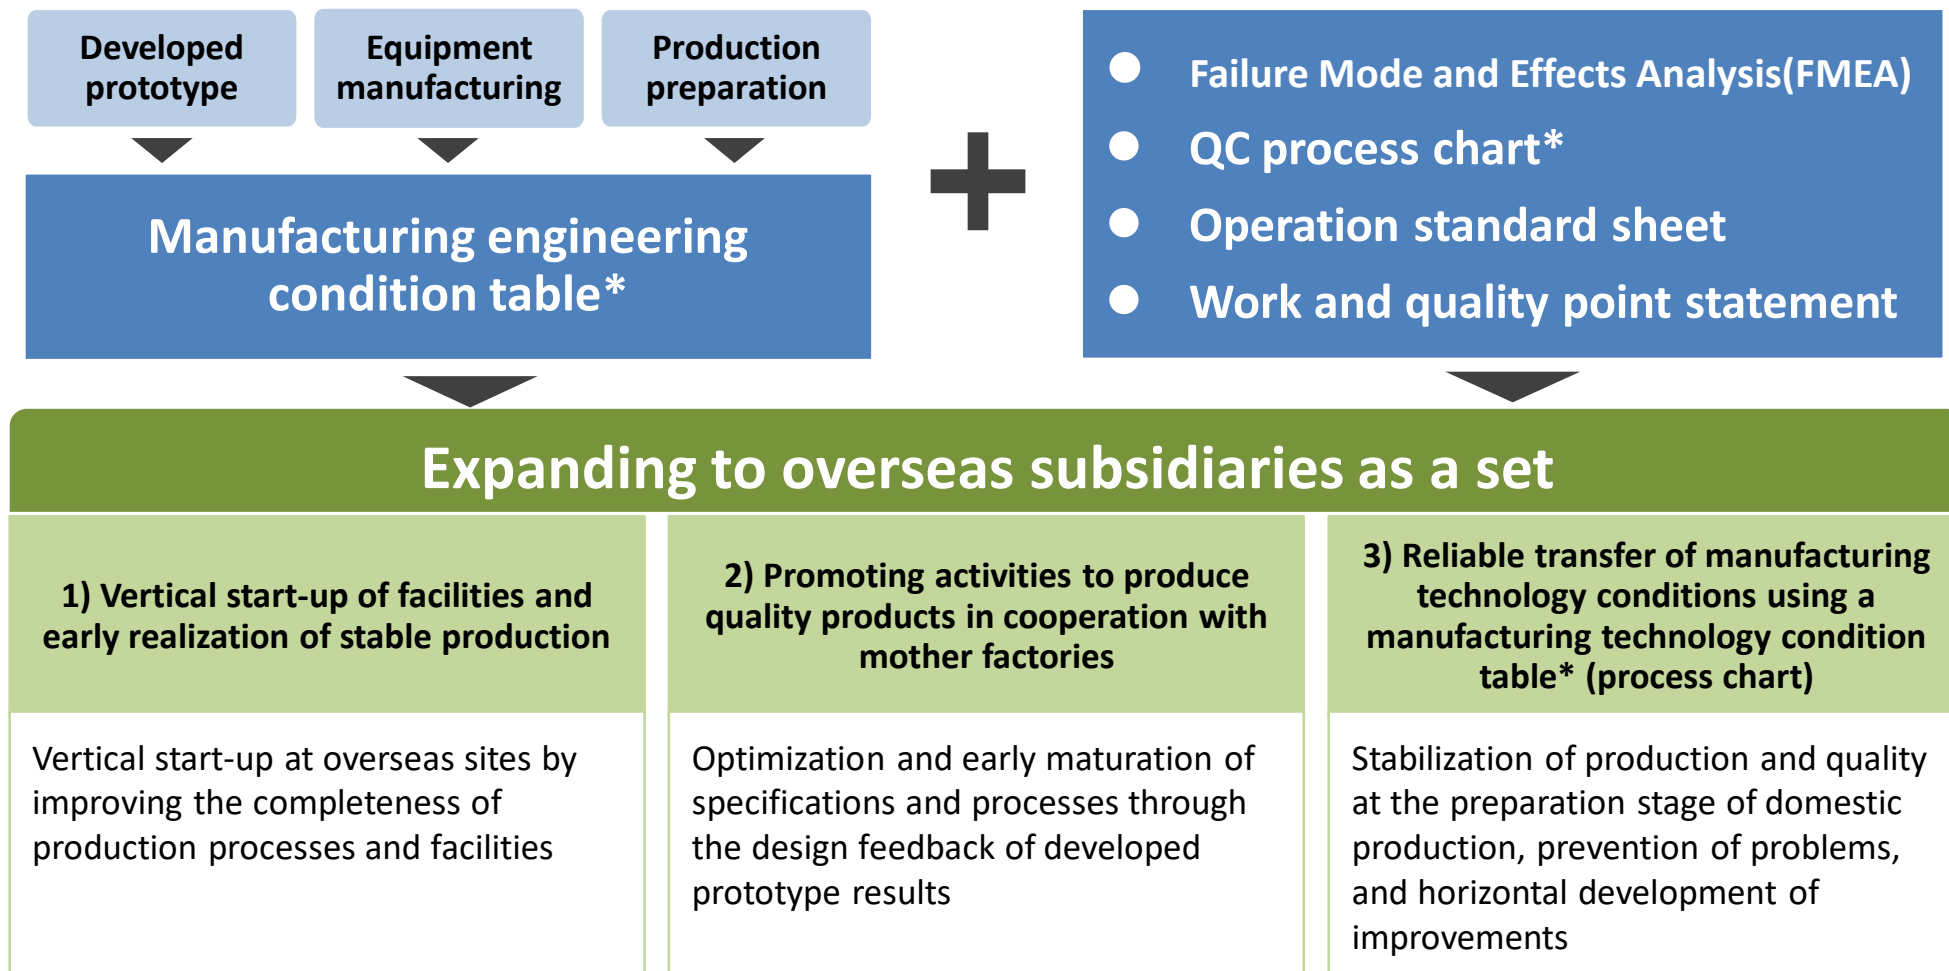 Developed
prototype
Equipment
manufacturing
Production
preparation
Manufacturing engineering
condition table*
Failure Mode and Effects Analysis(FMEA)
QC process chart*
Operation standard sheet
Work and quality point statement
Expanding to overseas subsidiaries as a set
1) Vertical start-up of facilities and
early realization of stable production
Vertical start-up at overseas sites by
improving the completeness of
production processes and facilities
2) Promoting activities to produce
quality products in cooperation with
mother factories
Optimization and early maturation of
specifications and processes through
the design feedback of developed
prototype results
3) Reliable transfer of manufacturing
technology conditions using a
manufacturing technology condition
table* (process chart)
Stabilization of production and quality
at the preparation stage of domestic
production, prevention of problems,
and horizontal development of
improvements